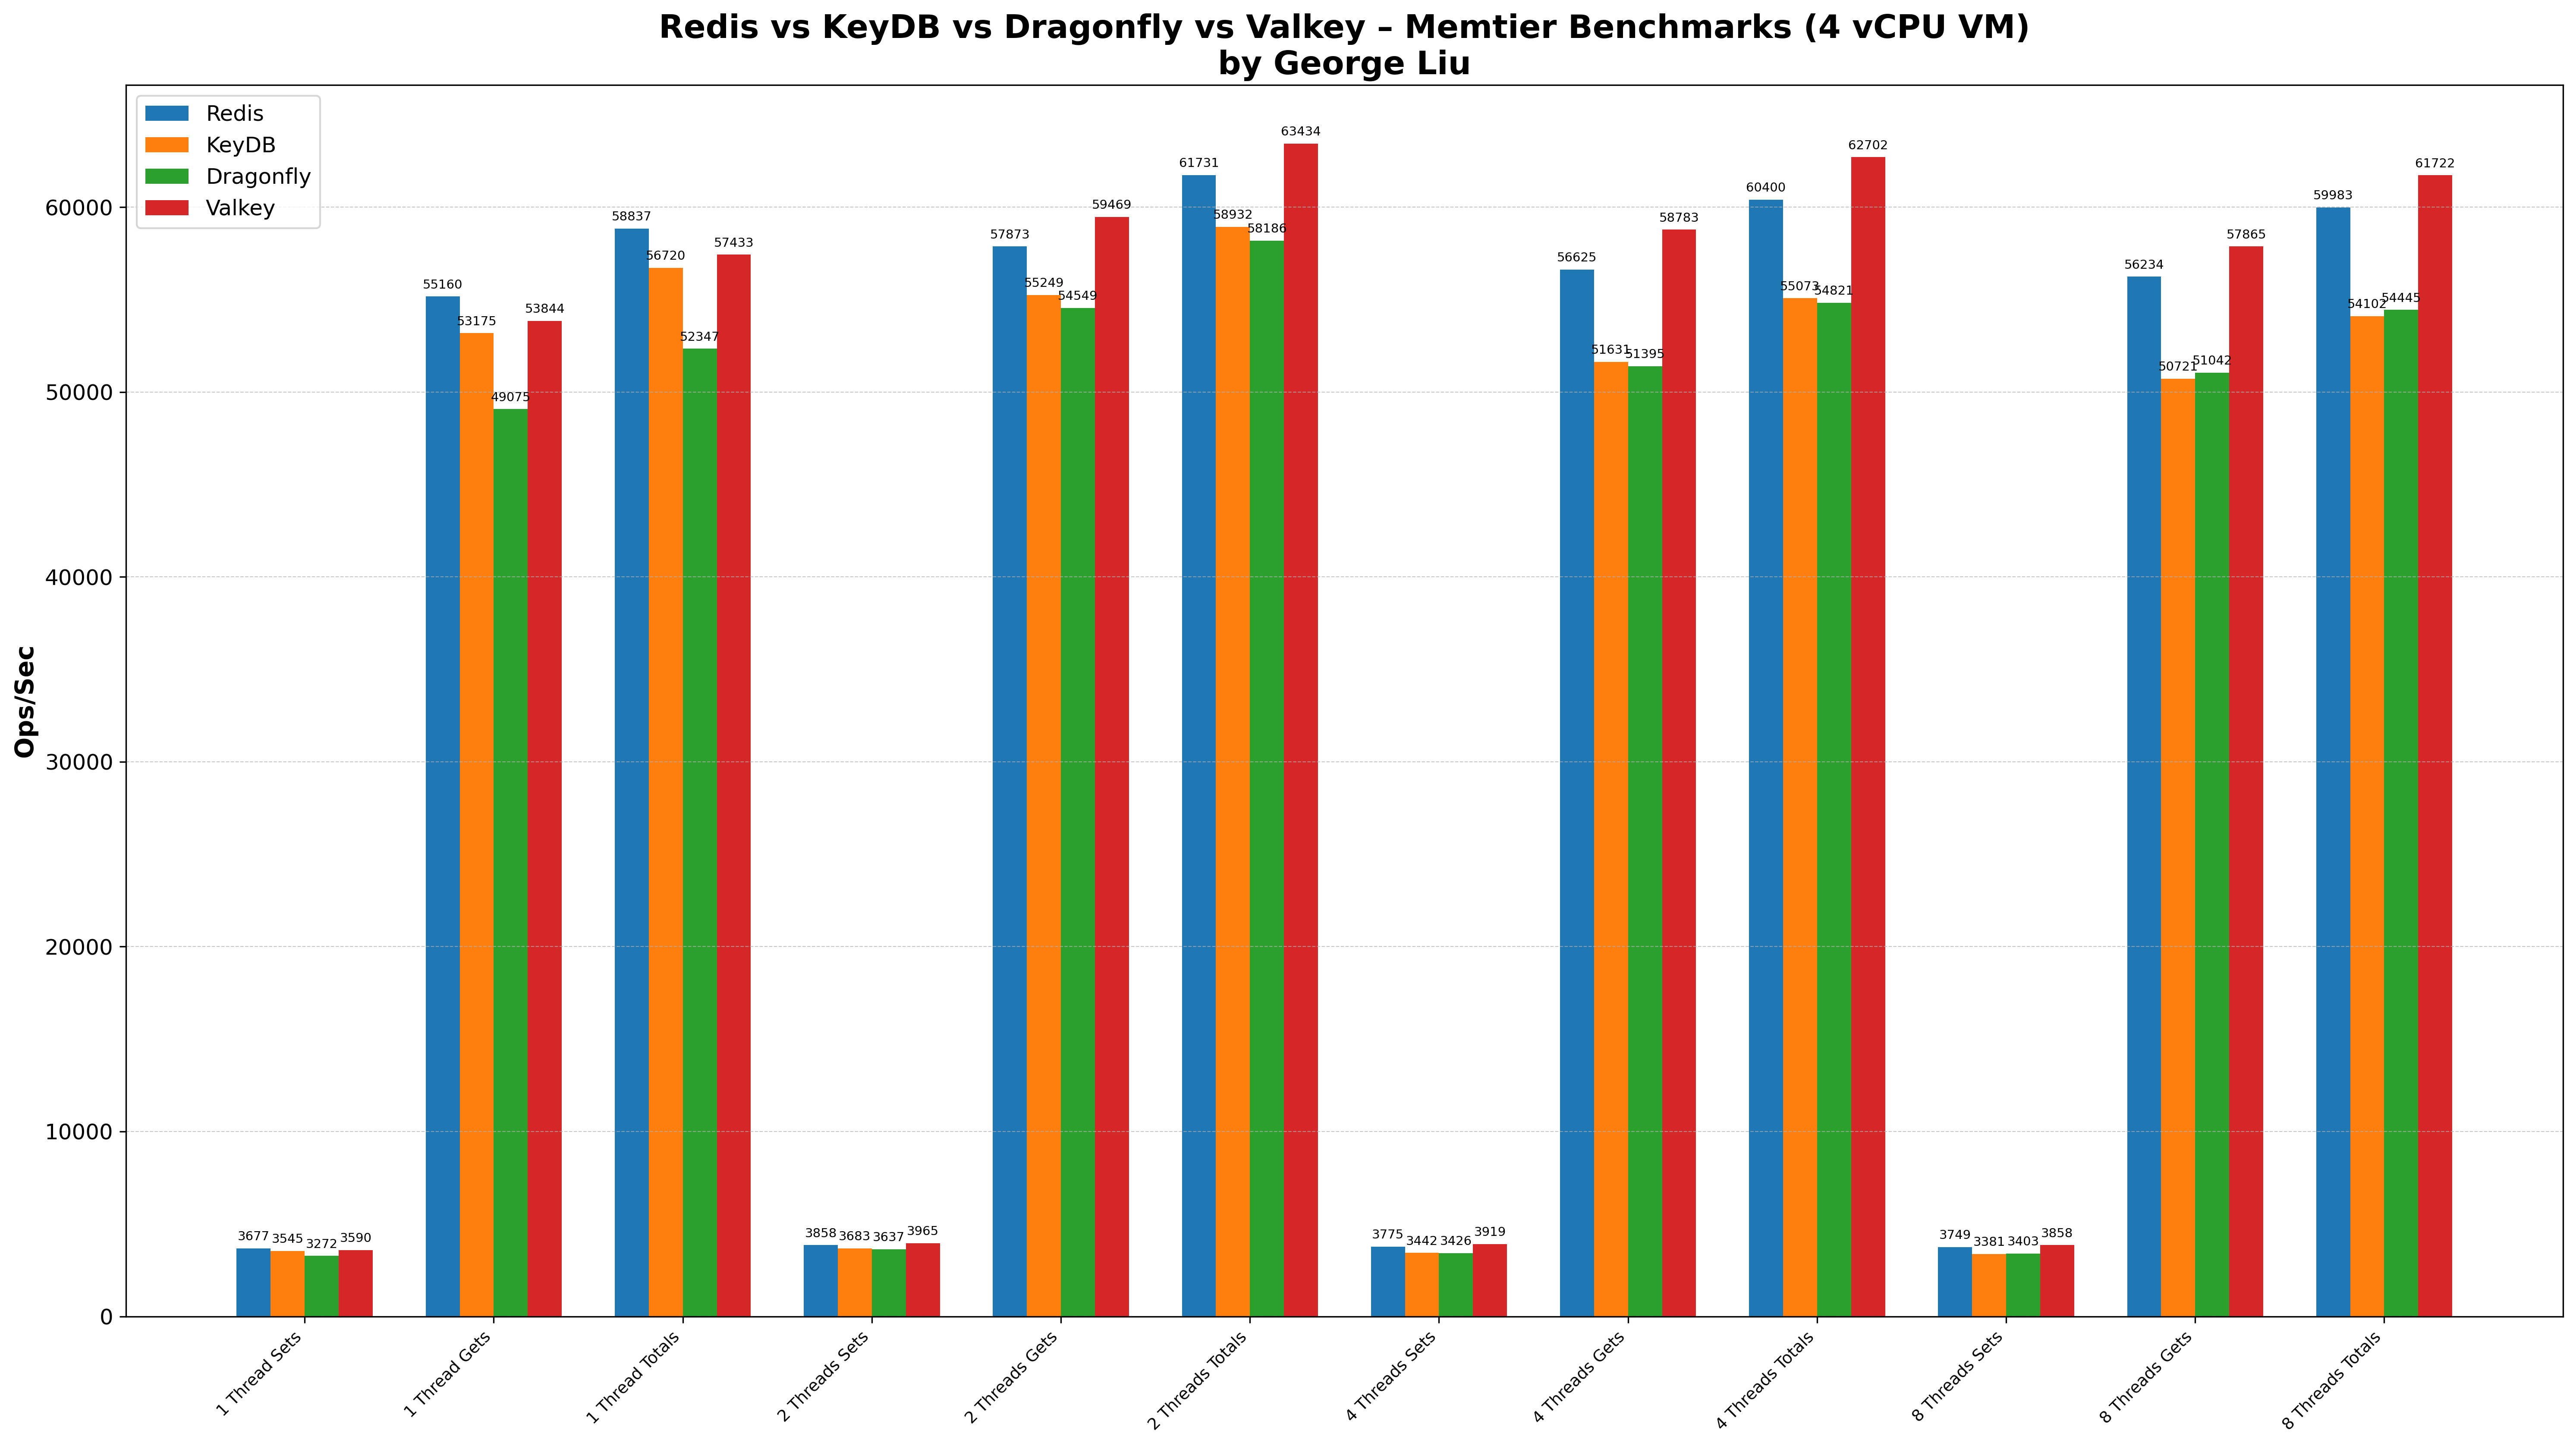 Redis vs KeyDB vs Dragonfly vs Valkey – Memtier Benchmarks (4 vCPU VM)
by George Liu
Redis
KeyDB
Dragonfly
Valkey
Ops/Sec
60000
50000
40000
30000
20000
10000
0
3677 3545 3272 3590
55160 53175 49075 53844
58837 56720 52347 57433
3858 3683 3637 3965
57873 55249 54549 59469
61731 58932 58186 63434
3775 3442 3426 3919
56625 51631 51395 58783
60400 55073 54821 62702
3749 3381 3403 3858
56234 50721 51042 57865
59983 54102 54445 61722
1 Thread Sets
1 Thread Gets
1 Thread Totals
2 Threads Sets
2 Threads Gets
2 Threads Totals
4 Threads Sets
4 Threads Gets
4 Threads Totals
8 Threads Sets
8 Threads Gets
8 Threads Totals